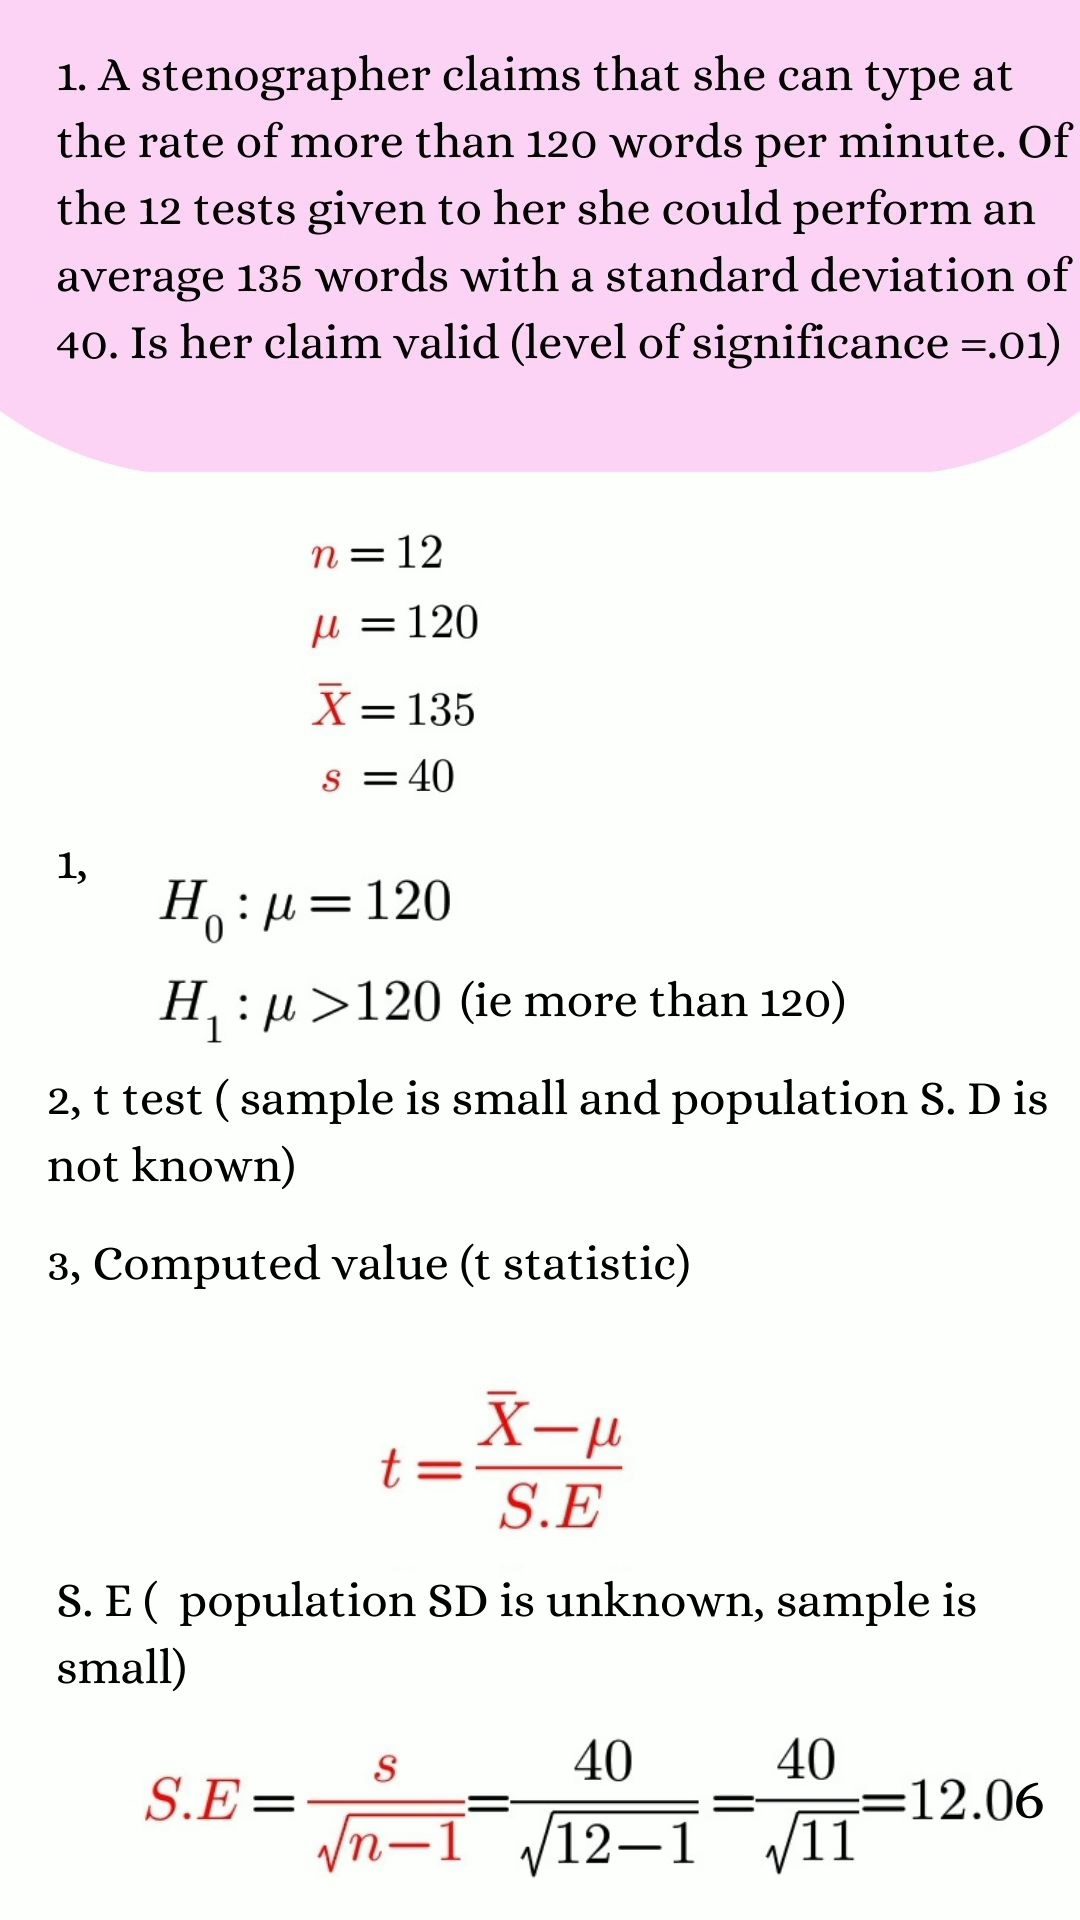 1. A stenographer claims that she can type at
the rate of more than 120 words per minute. Of
the 12 tests given to her she could perform an
average 135 words with a standard deviation of
40. Is her claim valid (level of significance =.01)
n = 12
μ = 120
X̄ = 135
s = 40
1,
H₀ : μ = 120
H₁ : μ >120 (ie more than 120)
2, t test ( sample is small and population S. D is
not known)
3, Computed value (t statistic)
t = (X̄−μ)/S.E
S. E ( population SD is unknown, sample is
small)
S.E = s/√(n−1) = 40/√(12−1) = 40/√11 = 12.06